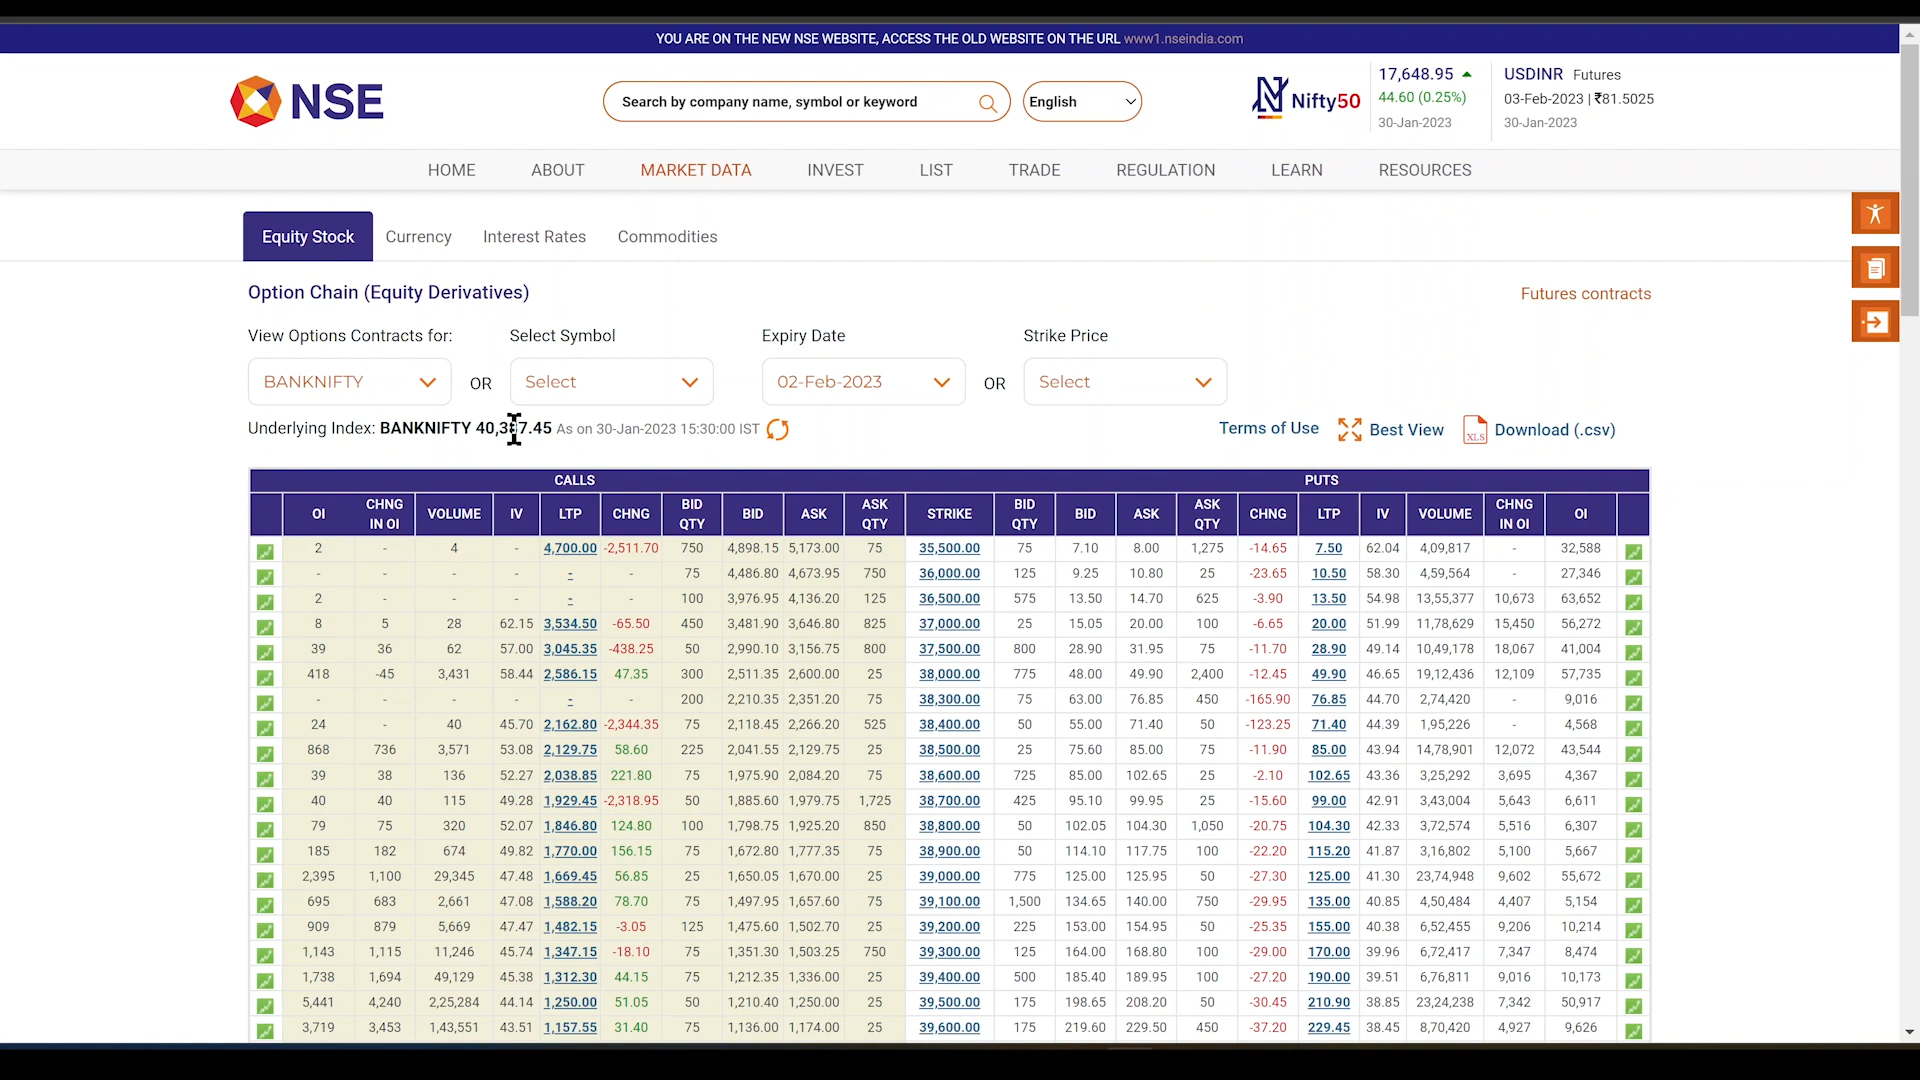 YOU ARE ON THE NEW NSE WEBSITE, ACCESS THE OLD WEBSITE ON THE URL www1.nseindia.com
NSE
Search by company name, symbol or keyword
English
Nifty50
17,648.95
44.60 (0.25%)
30-Jan-2023
USDINR Futures
03-Feb-2023 | ₹81.5025
30-Jan-2023
HOME ABOUT MARKET DATA INVEST LIST TRADE REGULATION LEARN RESOURCES
Equity Stock Currency Interest Rates Commodities
Option Chain (Equity Derivatives) Futures contracts
View Options Contracts for: Select Symbol Expiry Date Strike Price
BANKNIFTY OR Select 02-Feb-2023 OR Select
Underlying Index: BANKNIFTY As on 30-Jan-2023 15:30:00 IST Terms of Use Best View XLS Download (.csv)
CALLS PUTS
OI CHNG IN OI VOLUME IV LTP CHNG BID QTY BID ASK ASK QTY STRIKE BID QTY BID ASK ASK QTY CHNG LTP IV VOLUME CHNG IN OI OI
2 - 4 - 4,700.00 -2,511.70 750 4,898.15 5,173.00 75 35,500.00 75 7.10 8.00 1,275 -14.65 7.50 62.04 4,09,817 - 32,588
- - - - - - 75 4,486.80 4,673.95 750 36,000.00 125 9.25 10.80 25 -23.65 10.50 58.30 4,59,564 - 27,346
2 - - - - - 100 3,976.95 4,136.20 125 36,500.00 575 13.50 14.70 625 -3.90 13.50 54.98 13,55,377 10,673 63,652
8 5 28 62.15 3,534.50 -65.50 450 3,481.90 3,646.80 825 37,000.00 25 15.05 20.00 100 -6.65 20.00 51.99 11,78,629 15,450 56,272
39 36 62 57.00 3,045.35 -438.25 50 2,990.10 3,156.75 800 37,500.00 800 28.90 31.95 75 -11.70 28.90 49.14 10,49,178 18,067 41,004
418 -45 3,431 58.44 2,586.15 47.35 300 2,511.35 2,600.00 25 38,000.00 775 48.00 49.90 2,400 -12.45 49.90 46.65 19,12,436 12,109 57,735
- - - - - - 200 2,210.35 2,351.20 75 38,300.00 75 63.00 76.85 450 -165.90 76.85 44.70 2,74,420 - 9,016
24 - 40 45.70 2,162.80 -2,344.35 75 2,118.45 2,266.20 525 38,400.00 50 55.00 71.40 50 -123.25 71.40 44.39 1,95,226 - 4,568
868 736 3,571 53.08 2,129.75 58.60 225 2,041.55 2,129.75 25 38,500.00 25 75.60 85.00 75 -11.90 85.00 43.94 14,78,901 12,072 43,544
39 38 136 52.27 2,038.85 221.80 75 1,975.90 2,084.20 75 38,600.00 725 85.00 102.65 25 -2.10 102.65 43.36 3,25,292 3,695 4,367
40 40 115 49.28 1,929.45 -2,318.95 50 1,885.60 1,979.75 1,725 38,700.00 425 95.10 99.95 25 -15.60 99.00 42.91 3,43,004 5,643 6,611
79 75 320 52.07 1,846.80 124.80 100 1,798.75 1,925.20 850 38,800.00 50 102.05 104.30 1,050 -20.75 104.30 42.33 3,72,574 5,516 6,307
185 182 674 49.82 1,770.00 156.15 75 1,672.80 1,777.35 75 38,900.00 50 114.10 117.75 100 -22.20 115.20 41.87 3,16,802 5,100 5,667
2,395 1,100 29,345 47.48 1,669.45 56.85 25 1,650.05 1,670.00 25 39,000.00 775 125.00 125.95 50 -27.30 125.00 41.30 23,74,948 9,602 55,672
695 683 2,661 47.08 1,588.20 78.70 25 1,497.95 1,657.60 75 39,100.00 1,500 134.65 140.00 750 -29.95 135.00 40.85 4,50,484 4,407 5,154
909 879 5,669 47.47 1,482.15 -3.05 125 1,475.60 1,502.70 25 39,200.00 225 153.00 154.95 50 -25.35 155.00 40.38 6,52,455 9,206 10,214
1,143 1,115 11,246 45.74 1,347.15 -18.10 75 1,351.30 1,503.25 750 39,300.00 125 164.00 168.80 100 -29.00 170.00 39.96 6,72,417 7,347 8,474
1,738 1,694 49,129 45.38 1,312.30 44.15 75 1,212.35 1,336.00 25 39,400.00 500 185.40 189.95 100 -27.20 190.00 39.51 6,76,811 9,016 10,173
5,441 4,240 2,25,284 44.14 1,250.00 51.05 50 1,210.40 1,250.00 25 39,500.00 175 198.65 208.20 50 -30.45 210.90 38.85 23,24,238 7,342 50,917
3,719 3,453 1,43,551 43.51 1,157.55 31.40 75 1,136.00 1,174.00 25 39,600.00 175 219.60 229.50 450 -37.20 229.45 38.45 8,70,420 4,927 9,626